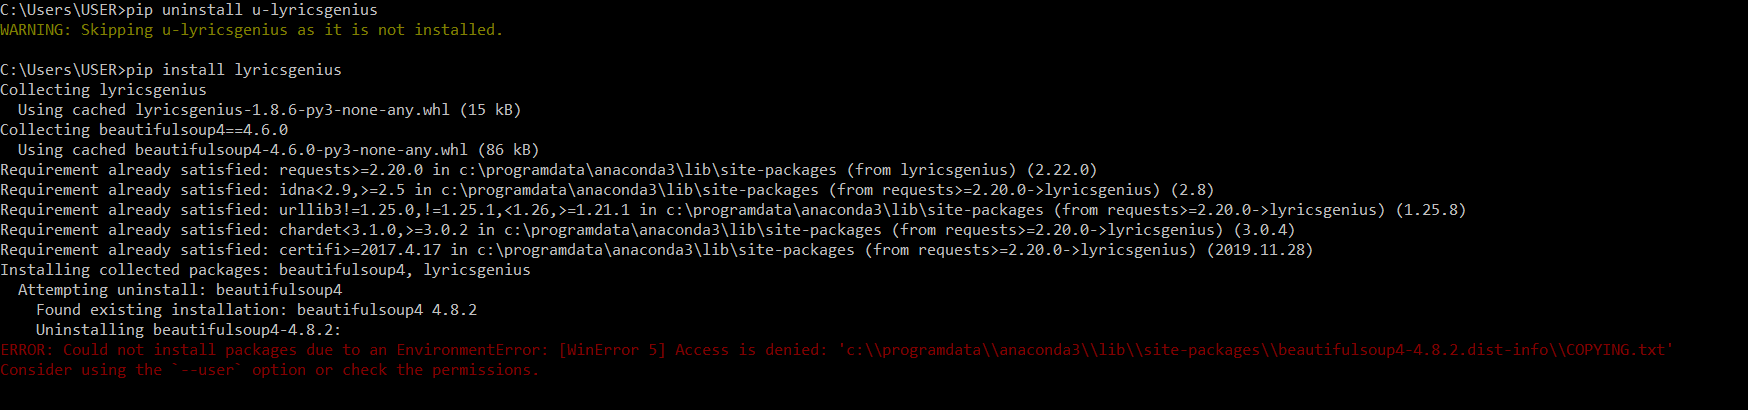 C:\Users\USER>pip uninstall u-lyricsgenius
WARNING: Skipping u-lyricsgenius as it is not installed.
C:\Users\USER>pip install lyricsgenius
Collecting lyricsgenius
  Using cached lyricsgenius-1.8.6-py3-none-any.whl (15 kB)
Collecting beautifulsoup4==4.6.0
  Using cached beautifulsoup4-4.6.0-py3-none-any.whl (86 kB)
Requirement already satisfied: requests>=2.20.0 in c:\programdata\anaconda3\lib\site-packages (from lyricsgenius) (2.22.0)
Requirement already satisfied: idna<2.9,>=2.5 in c:\programdata\anaconda3\lib\site-packages (from requests>=2.20.0->lyricsgenius) (2.8)
Requirement already satisfied: urllib3!=1.25.0,!=1.25.1,<1.26,>=1.21.1 in c:\programdata\anaconda3\lib\site-packages (from requests>=2.20.0->lyricsgenius) (1.25.8)
Requirement already satisfied: chardet<3.1.0,>=3.0.2 in c:\programdata\anaconda3\lib\site-packages (from requests>=2.20.0->lyricsgenius) (3.0.4)
Requirement already satisfied: certifi>=2017.4.17 in c:\programdata\anaconda3\lib\site-packages (from requests>=2.20.0->lyricsgenius) (2019.11.28)
Installing collected packages: beautifulsoup4, lyricsgenius
  Attempting uninstall: beautifulsoup4
    Found existing installation: beautifulsoup4 4.8.2
    Uninstalling beautifulsoup4-4.8.2:
ERROR: Could not install packages due to an EnvironmentError: [WinError 5] Access is denied: 'c:\\programdata\\anaconda3\\lib\\site-packages\\beautifulsoup4-4.8.2.dist-info\\COPYING.txt'
Consider using the `--user` option or check the permissions.